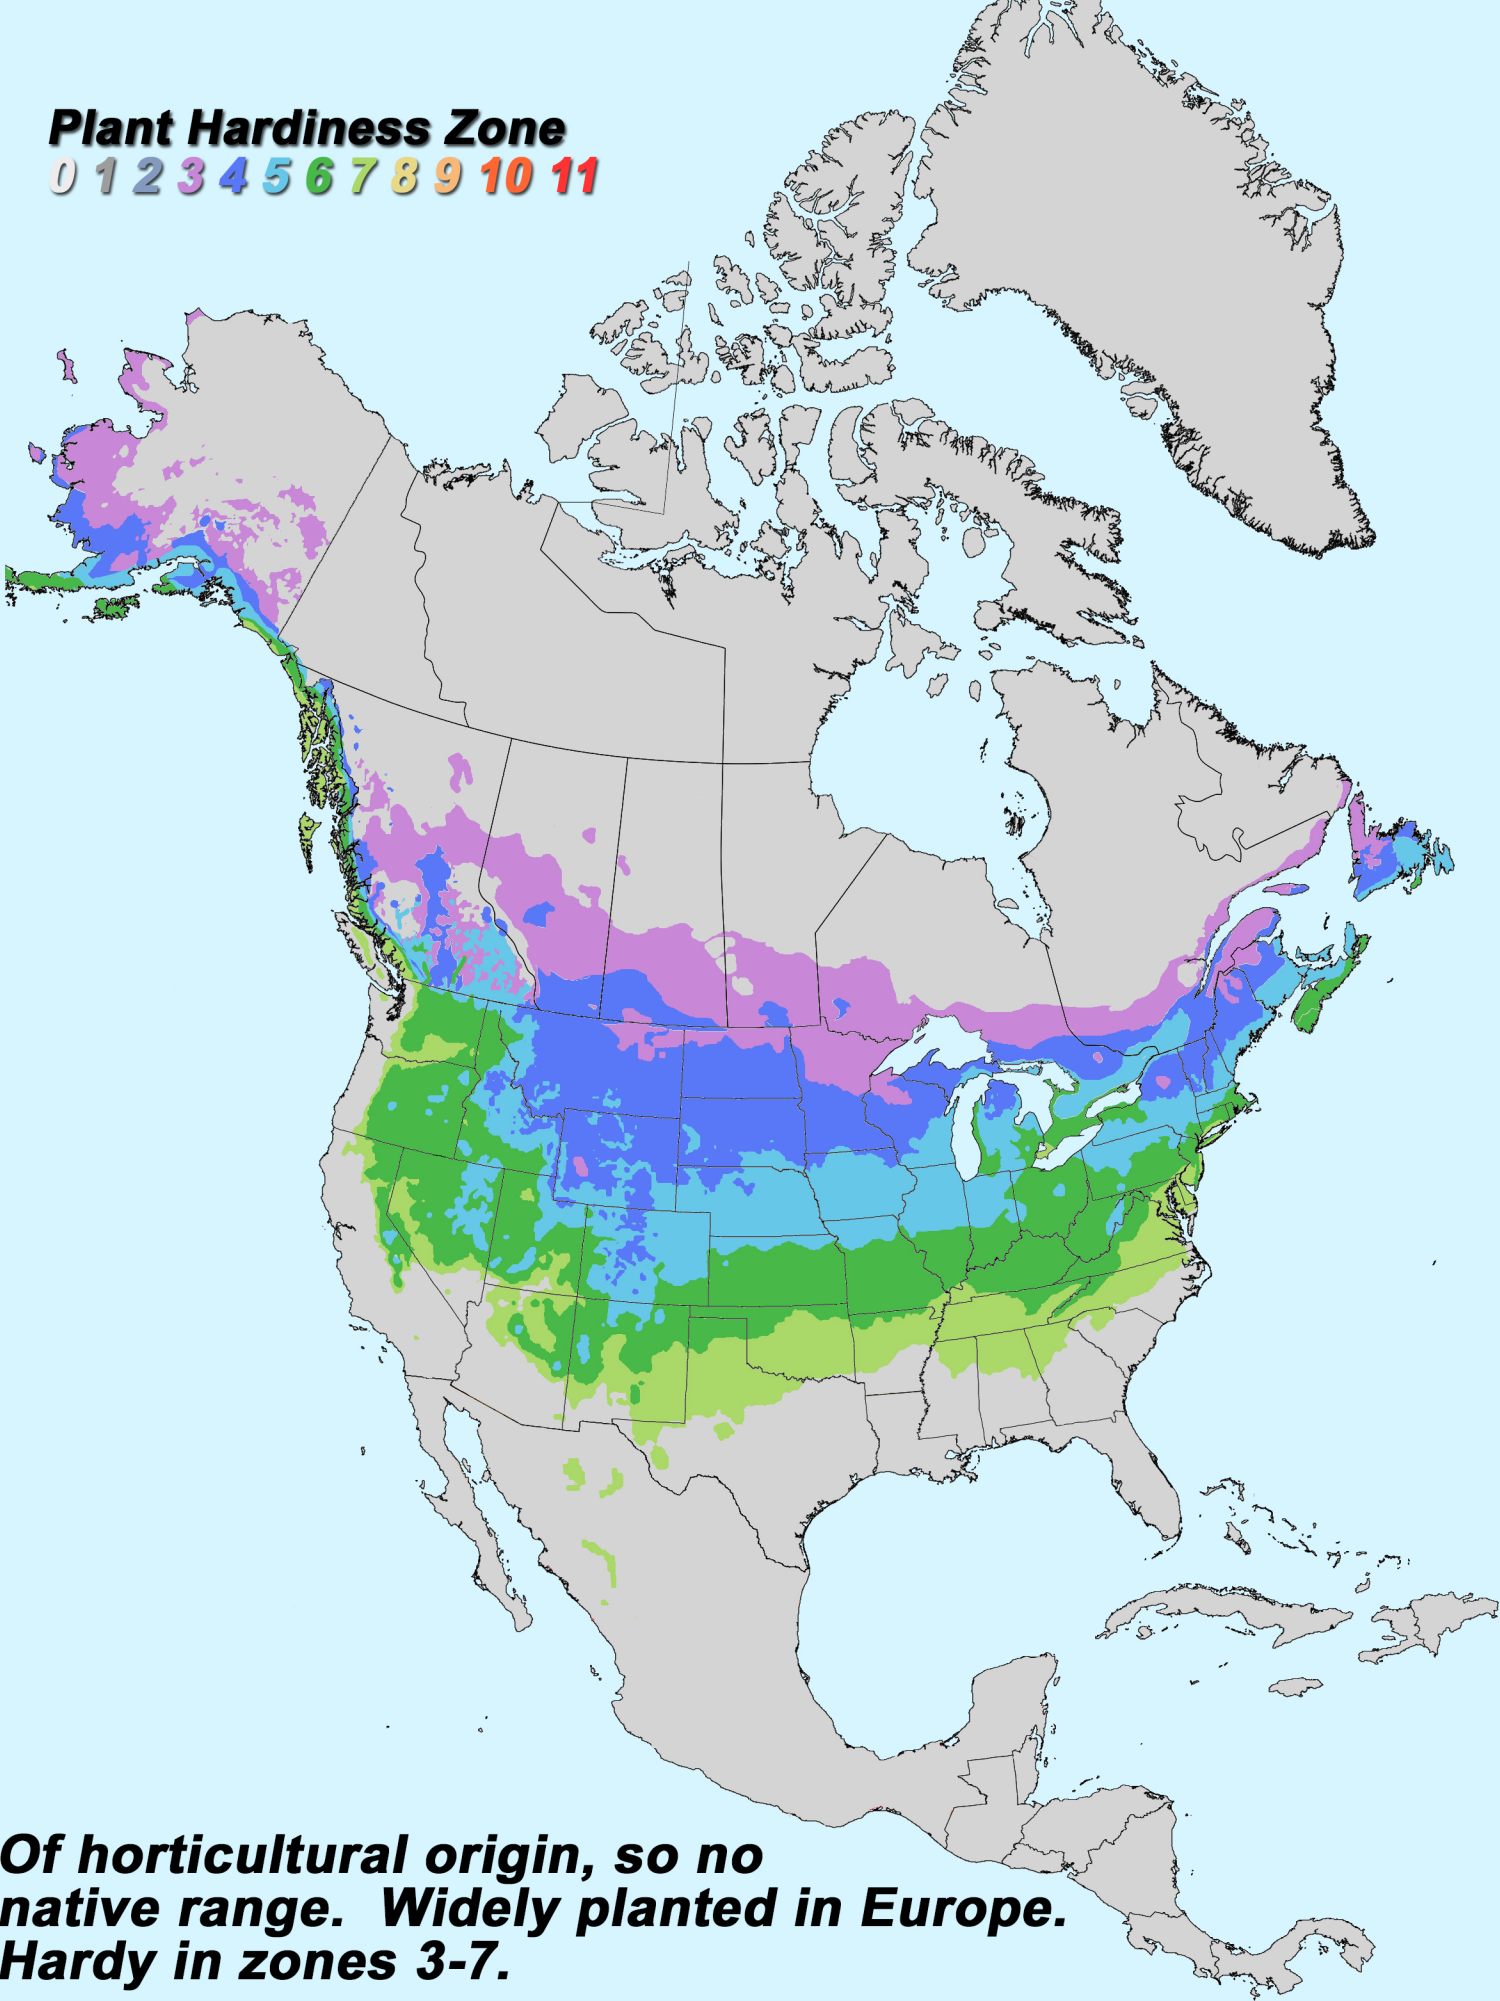 Plant Hardiness Zone
0 1 2 3 4 5 6 7 8 9 10 11
Of horticultural origin, so no
native range. Widely planted in Europe.
Hardy in zones 3-7.